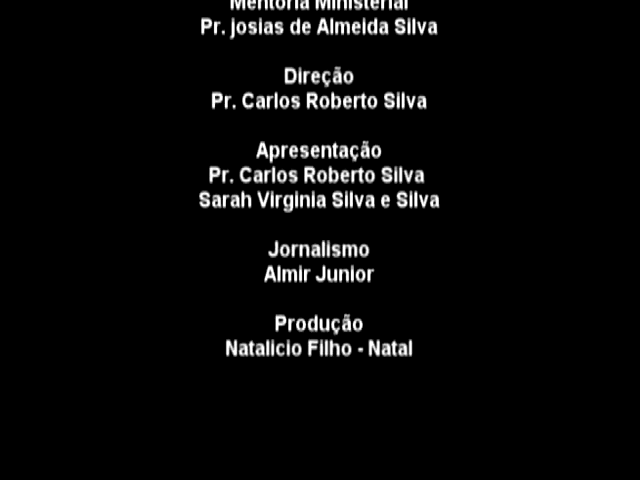 Mentoria Ministerial
Pr. josias de Almeida Silva
Direção
Pr. Carlos Roberto Silva
Apresentação
Pr. Carlos Roberto Silva
Sarah Virginia Silva e Silva
Jornalismo
Almir Junior
Produção
Natalicio Filho - Natal